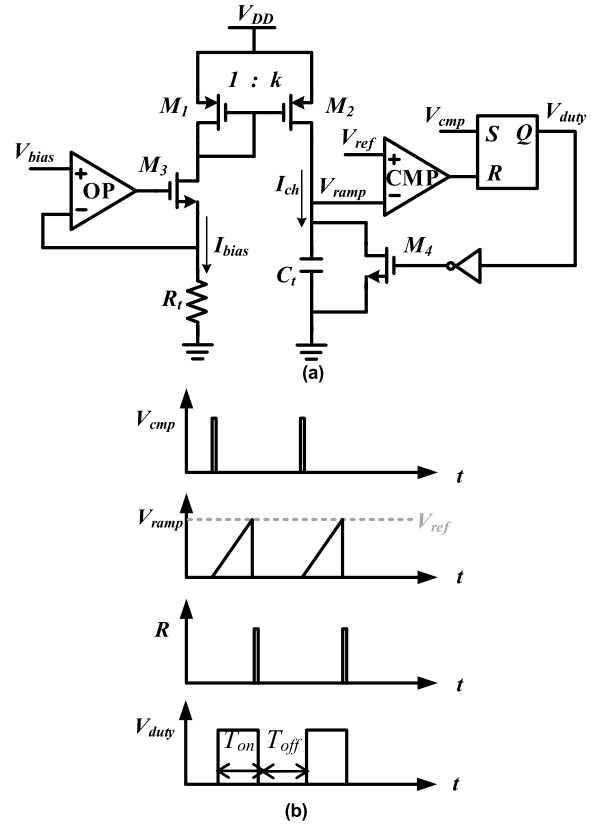 V_DD
1 : k
M_1
M_2
V_bias
+
OP
−
M_3
I_bias
R_t
I_ch
V_ref
V_ramp
+
CMP
−
V_cmp
S Q
R
V_duty
M_4
C_t
(a)
V_cmp
t
V_ramp
V_ref
t
R
t
V_duty
T_on
T_off
t
(b)